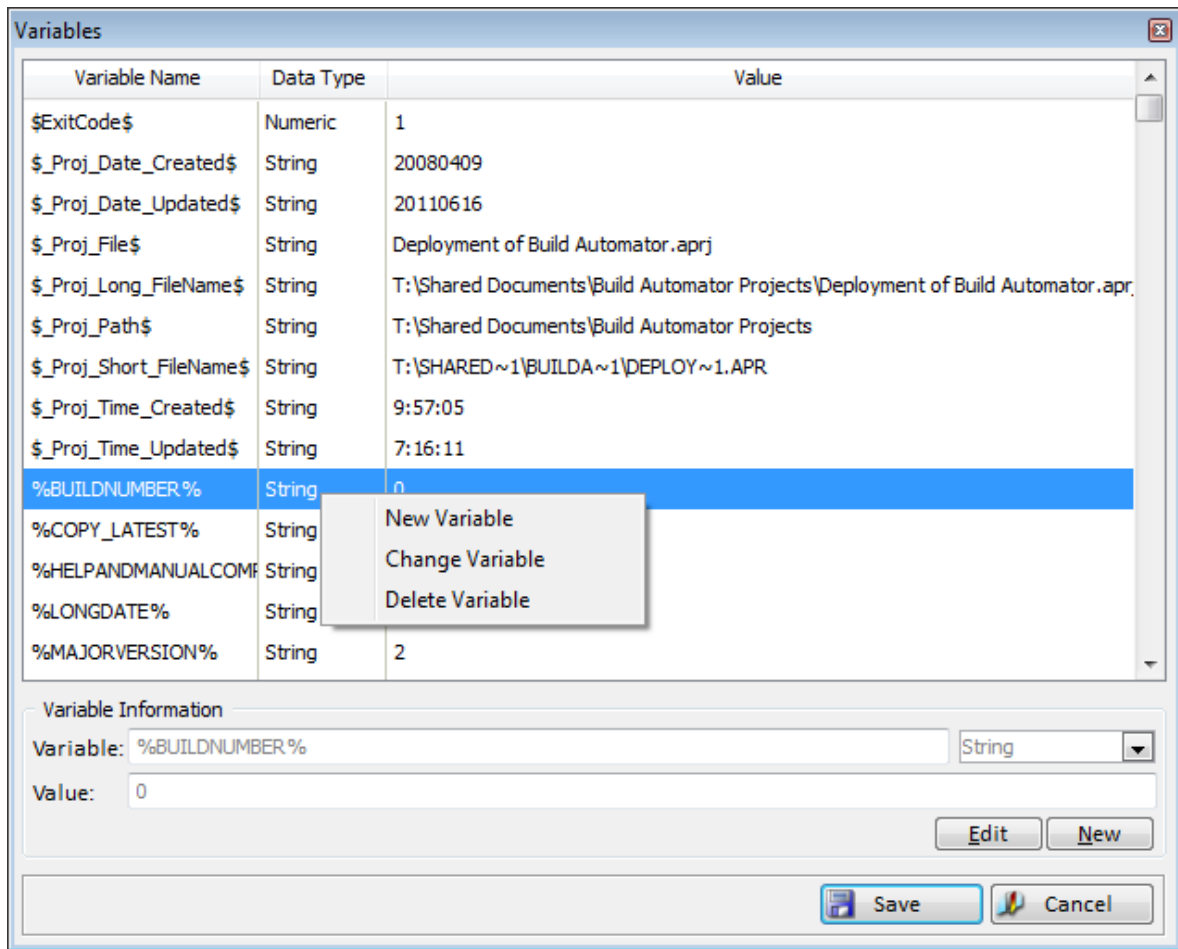 Variables
Variable Name Data Type Value
$ExitCode$ Numeric 1
$_Proj_Date_Created$ String 20080409
$_Proj_Date_Updated$ String 20110616
$_Proj_File$ String Deployment of Build Automator.aprj
$_Proj_Long_FileName$ String T:\Shared Documents\Build Automator Projects\Deployment of Build Automator.apr
$_Proj_Path$ String T:\Shared Documents\Build Automator Projects
$_Proj_Short_FileName$ String T:\SHARED~1\BUILDA~1\DEPLOY~1.APR
$_Proj_Time_Created$ String 9:57:05
$_Proj_Time_Updated$ String 7:16:11
%BUILDNUMBER% String 0
%COPY_LATEST% String
New Variable
%HELPANDMANUALCOMP String
Change Variable
%LONGDATE% String
Delete Variable
%MAJORVERSION% String 2
Variable Information
Variable: %BUILDNUMBER% String
Value: 0
Edit New
Save Cancel